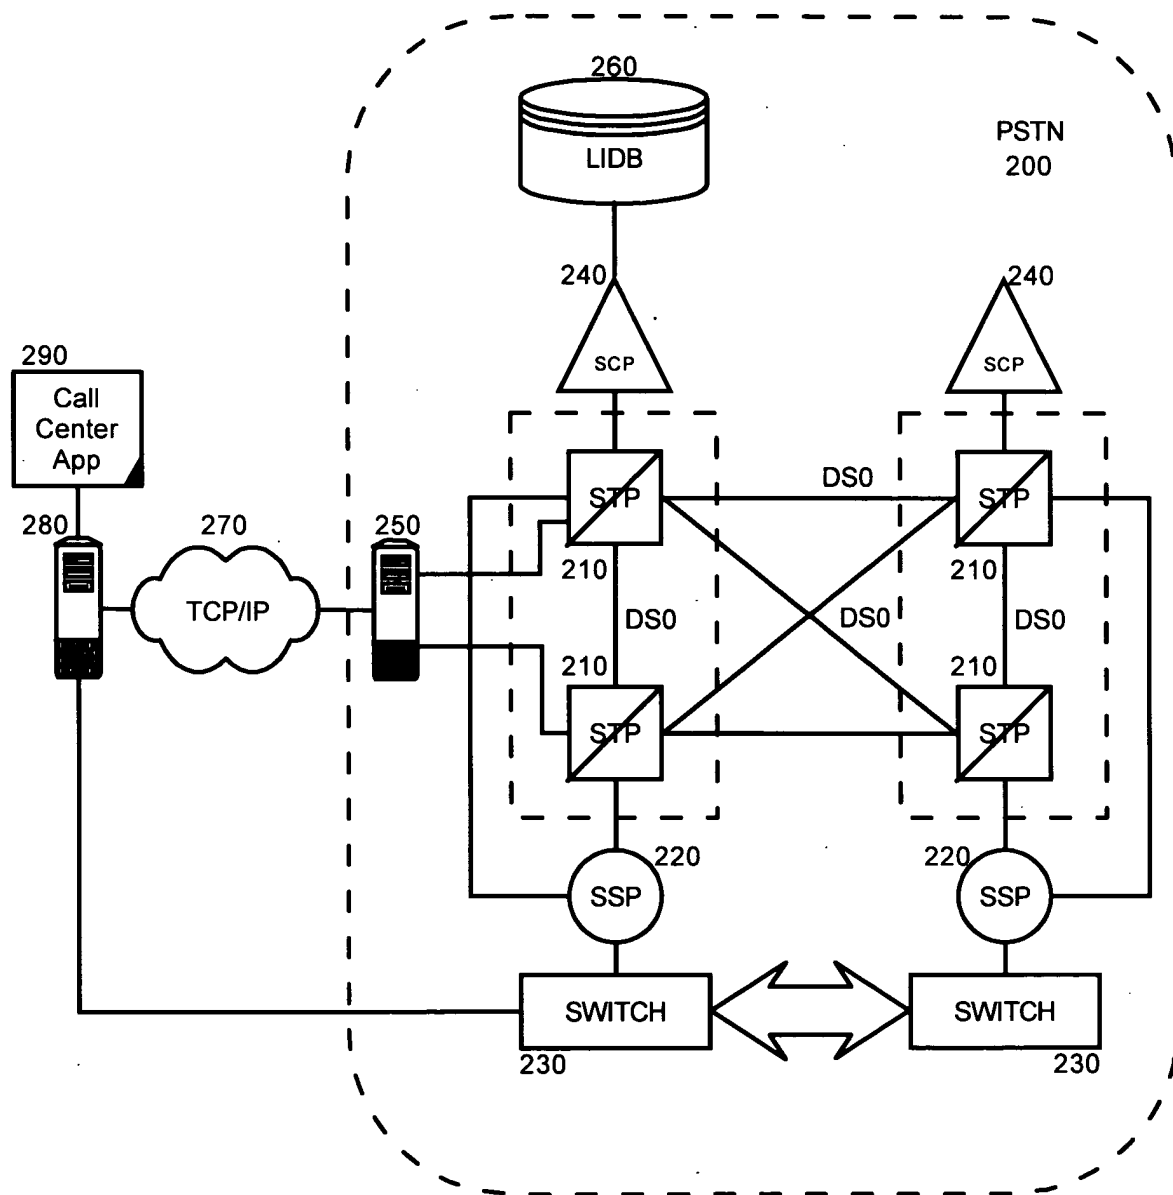 260
LIDB
PSTN
200
240
SCP
240
SCP
290
Call
Center
App
280
270
TCP/IP
250
STP
210
DS0
STP
210
DS0
210
STP
DS0
210
STP
DS0
220
SSP
220
SSP
SWITCH
230
SWITCH
230